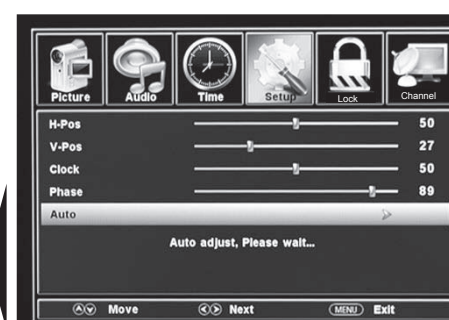 Picture Audio Time Setup Lock Channel
H-Pos 50
V-Pos 27
Clock 50
Phase 89
Auto
Auto adjust, Please wait...
Move Next MENU Exit